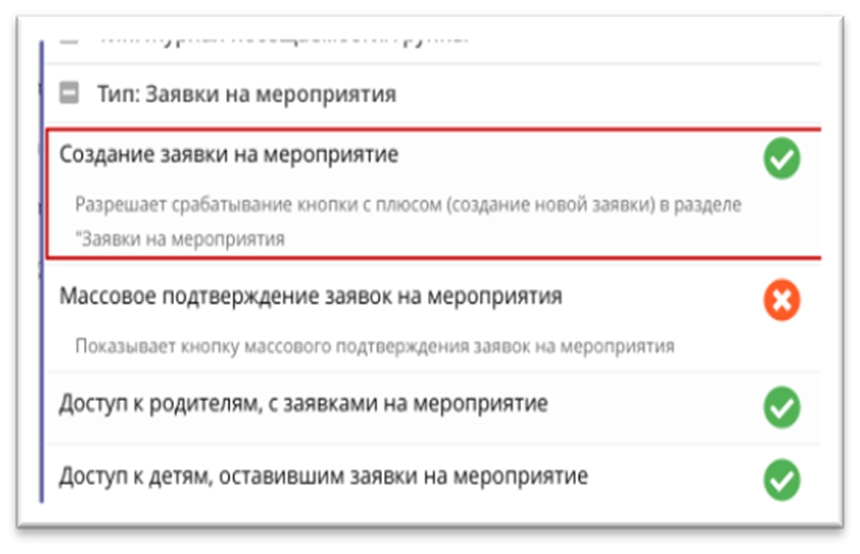 Тип: Заявки на мероприятия
Создание заявки на мероприятие
Разрешает срабатывание кнопки с плюсом (создание новой заявки) в разделе
"Заявки на мероприятия
Массовое подтверждение заявок на мероприятия
Показывает кнопку массового подтверждения заявок на мероприятия
Доступ к родителям, с заявками на мероприятие
Доступ к детям, оставившим заявки на мероприятие